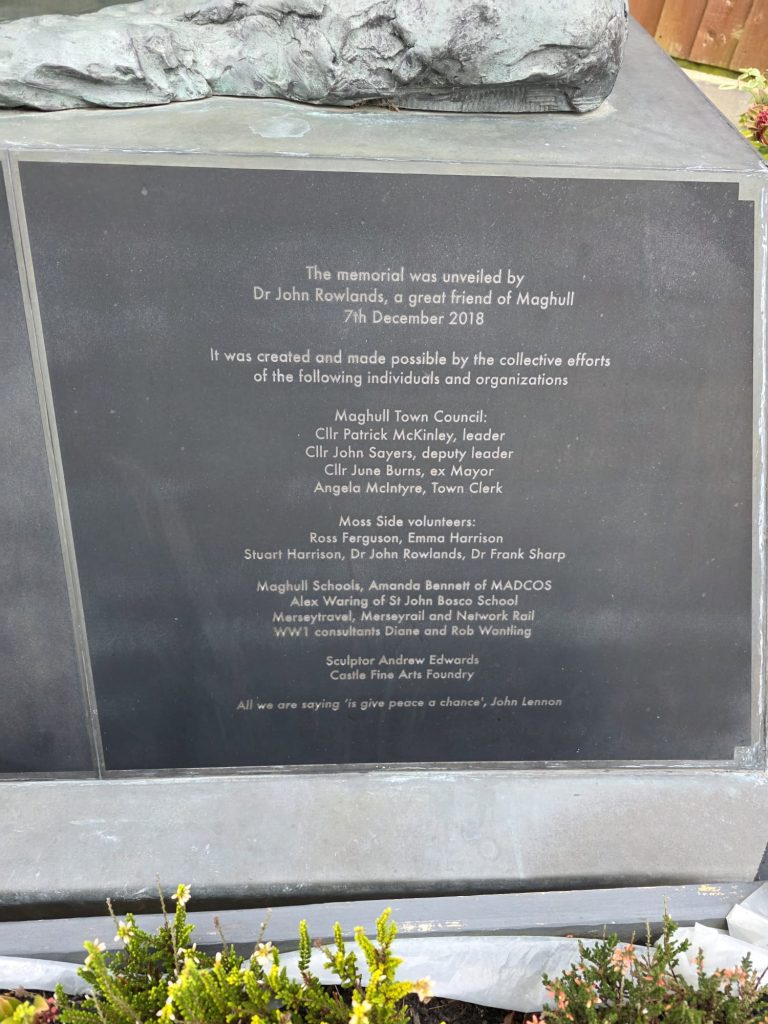 The memorial was unveiled by
Dr John Rowlands, a great friend of Maghull
7th December 2018
It was created and made possible by the collective efforts
of the following individuals and organizations
Maghull Town Council:
Cllr Patrick McKinley, leader
Cllr John Sayers, deputy leader
Cllr June Burns, ex Mayor
Angela McIntyre, Town Clerk
Moss Side volunteers:
Ross Ferguson, Emma Harrison
Stuart Harrison, Dr John Rowlands, Dr Frank Sharp
Maghull Schools, Amanda Bennett of MADCOS
Alex Waring of St John Bosco School
Merseytravel, Merseyrail and Network Rail
WW1 consultants Diane and Rob Wantling
Sculptor Andrew Edwards
Castle Fine Arts Foundry
All we are saying 'is give peace a chance', John Lennon